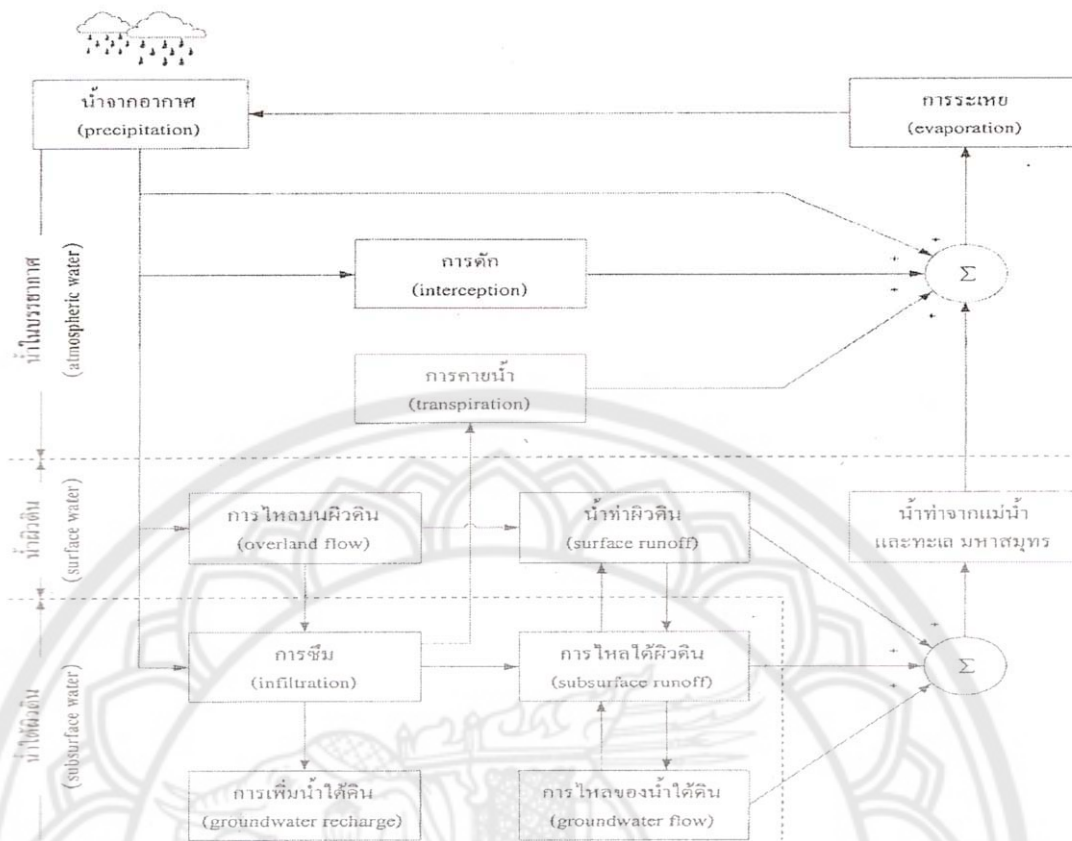 น้ำจากอากาศ
(precipitation)
การระเหย
(evaporation)
น้ำในบรรยากาศ
(atmospheric water)
การดัก
(interception)
Σ
+
+
+
+
การคายน้ำ
(transpiration)
น้ำผิวดิน
(surface water)
การไหลบนผิวดิน
(overland flow)
น้ำท่าผิวดิน
(surface runoff)
น้ำท่าจากแม่น้ำ
และทะเล มหาสมุทร
น้ำใต้ผิวดิน
(subsurface water)
การซึม
(infiltration)
การไหลใต้ผิวดิน
(subsurface runoff)
Σ
+
+
+
การเพิ่มน้ำใต้ดิน
(groundwater recharge)
การไหลของน้ำใต้ดิน
(groundwater flow)